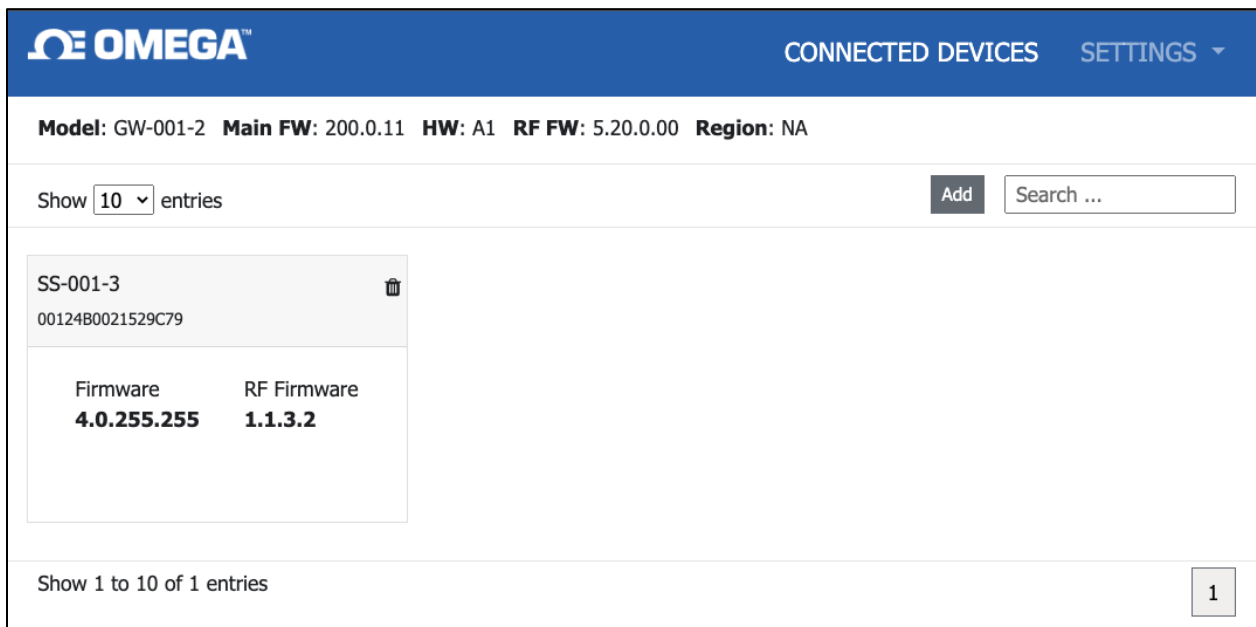 OMEGA™
CONNECTED DEVICES SETTINGS
Model: GW-001-2 Main FW: 200.0.11 HW: A1 RF FW: 5.20.0.00 Region: NA
Show 10 entries
Add Search ...
SS-001-3
00124B0021529C79
Firmware RF Firmware
4.0.255.255 1.1.3.2
Show 1 to 10 of 1 entries
1